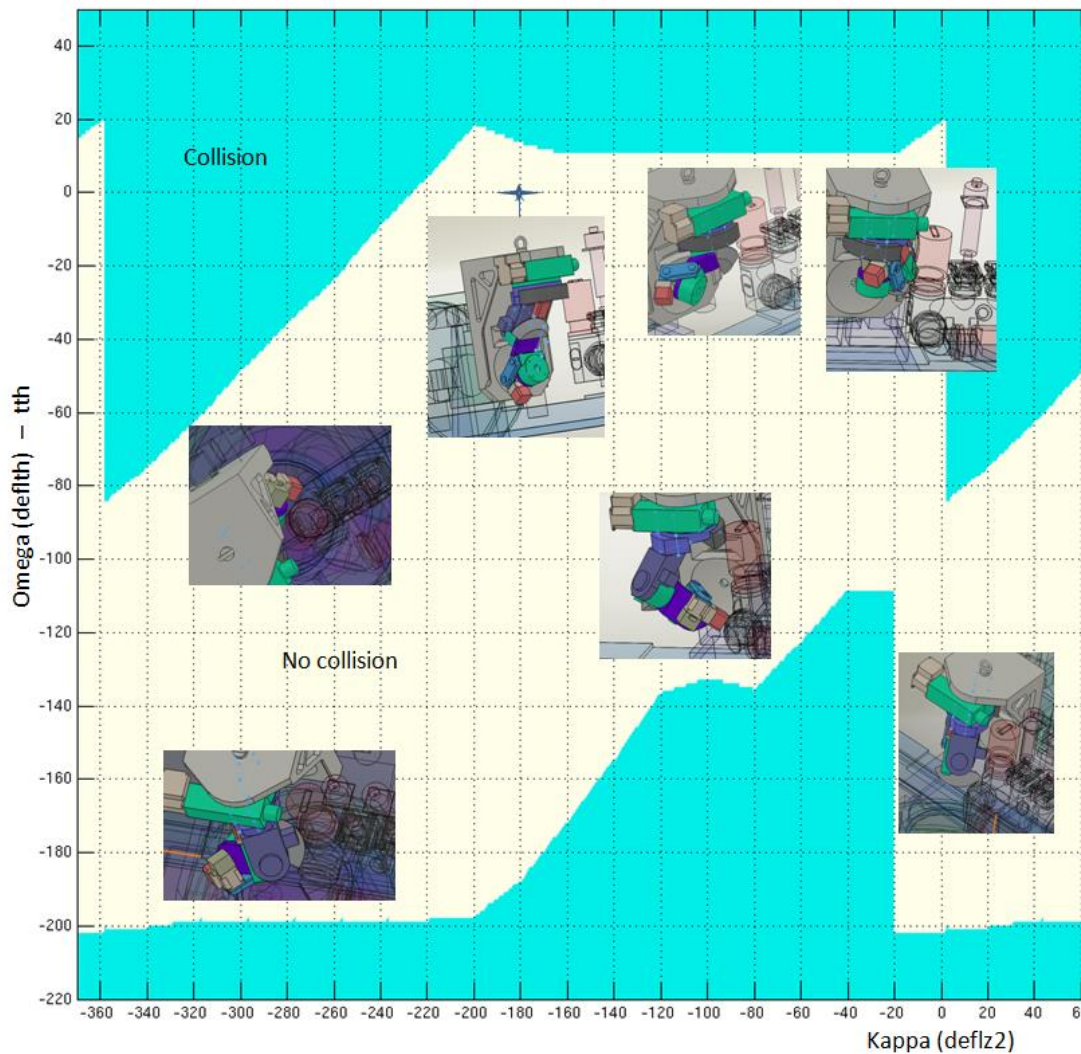 40
20
0
-20
-40
-60
-80
-100
-120
-140
-160
-180
-200
-220
Omega (deflth) – tth
Collision
No collision
-360 -340 -320 -300 -280 -260 -240 -220 -200 -180 -160 -140 -120 -100 -80 -60 -40 -20 0 20 40
Kappa (deflz2)